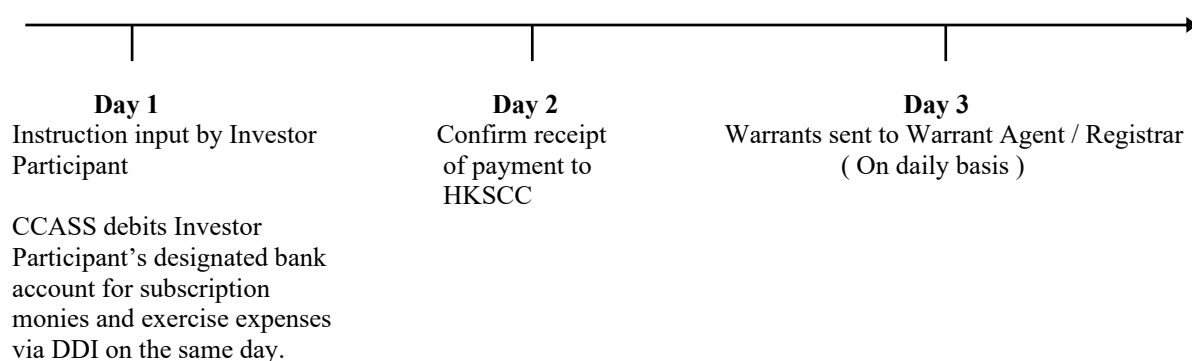 Day 1
Instruction input by Investor
Participant
CCASS debits Investor
Participant’s designated bank
account for subscription
monies and exercise expenses
via DDI on the same day.
Day 2
Confirm receipt
of payment to
HKSCC
Day 3
Warrants sent to Warrant Agent / Registrar
( On daily basis )